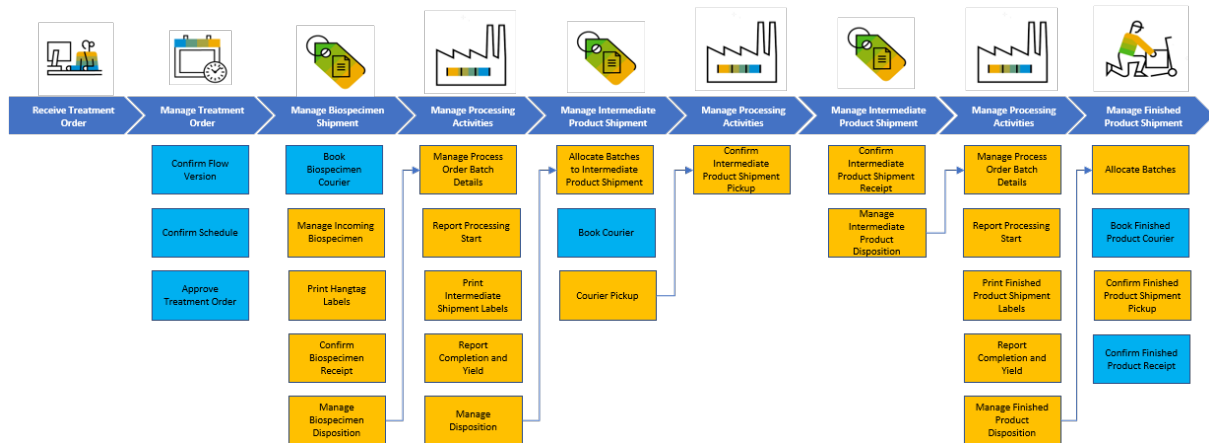 Receive Treatment
Order
Manage Treatment
Order
Manage Biospecimen
Shipment
Manage Processing
Activities
Manage Intermediate
Product Shipment
Manage Processing
Activities
Manage Intermediate
Product Shipment
Manage Processing
Activities
Manage Finished
Product Shipment
Confirm Flow
Version
Confirm Schedule
Approve
Treatment Order
Book
Biospecimen
Courier
Manage Incoming
Biospecimen
Print Hangtag
Labels
Confirm
Biospecimen
Receipt
Manage
Biospecimen
Disposition
Manage Process
Order Batch
Details
Report Processing
Start
Print
Intermediate
Shipment Labels
Report
Completion and
Yield
Manage
Disposition
Allocate Batches
to Intermediate
Product Shipment
Book Courier
Courier Pickup
Confirm
Intermediate
Product Shipment
Pickup
Confirm
Intermediate
Product Shipment
Receipt
Manage
Intermediate
Product
Disposition
Manage Process
Order Batch
Details
Report Processing
Start
Print Finished
Product Shipment
Labels
Report
Completion and
Yield
Manage Finished
Product
Disposition
Allocate Batches
Book Finished
Product Courier
Confirm Finished
Product Shipment
Pickup
Confirm Finished
Product Receipt